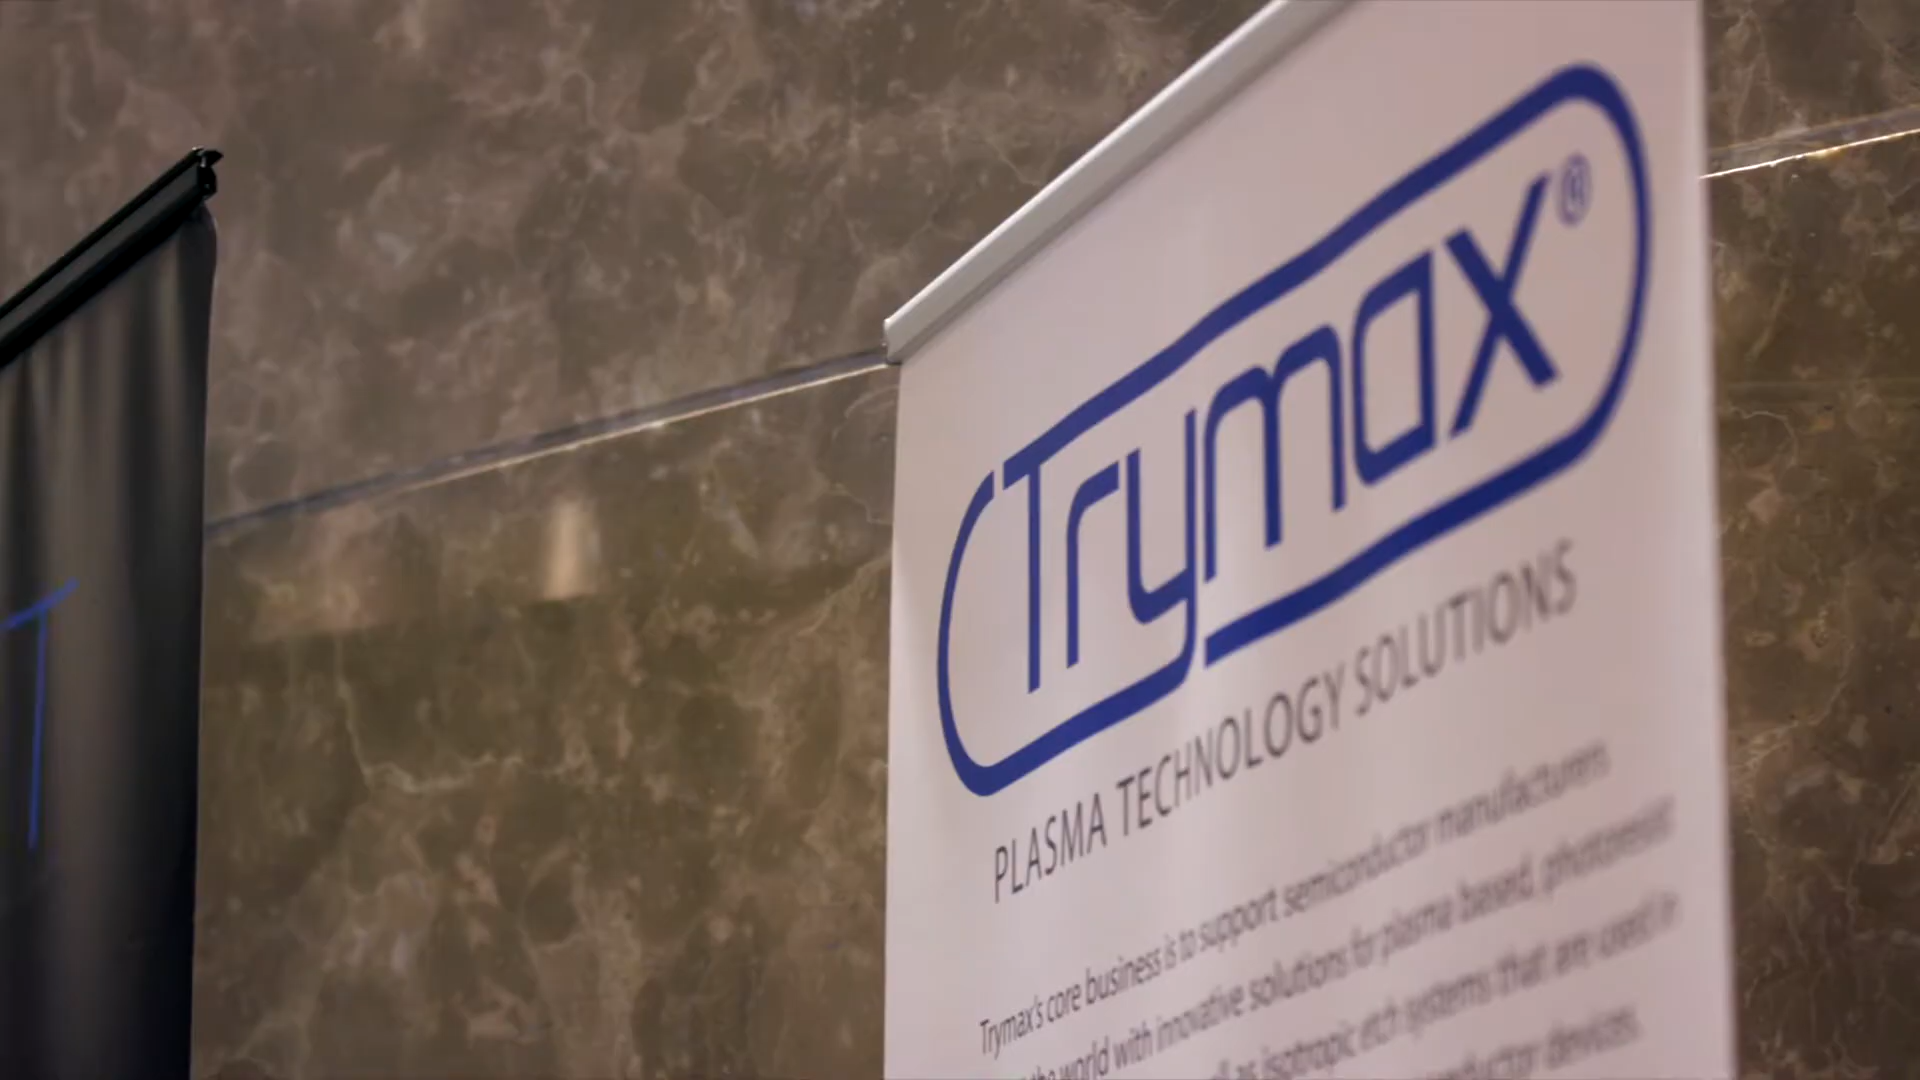 T
Trymax®
PLASMA TECHNOLOGY SOLUTIONS
Trymax's core business is to support semiconductor manufacturers
the world with innovative solutions for plasma based, photoresist
as isotropic etch systems that are used in
devices.